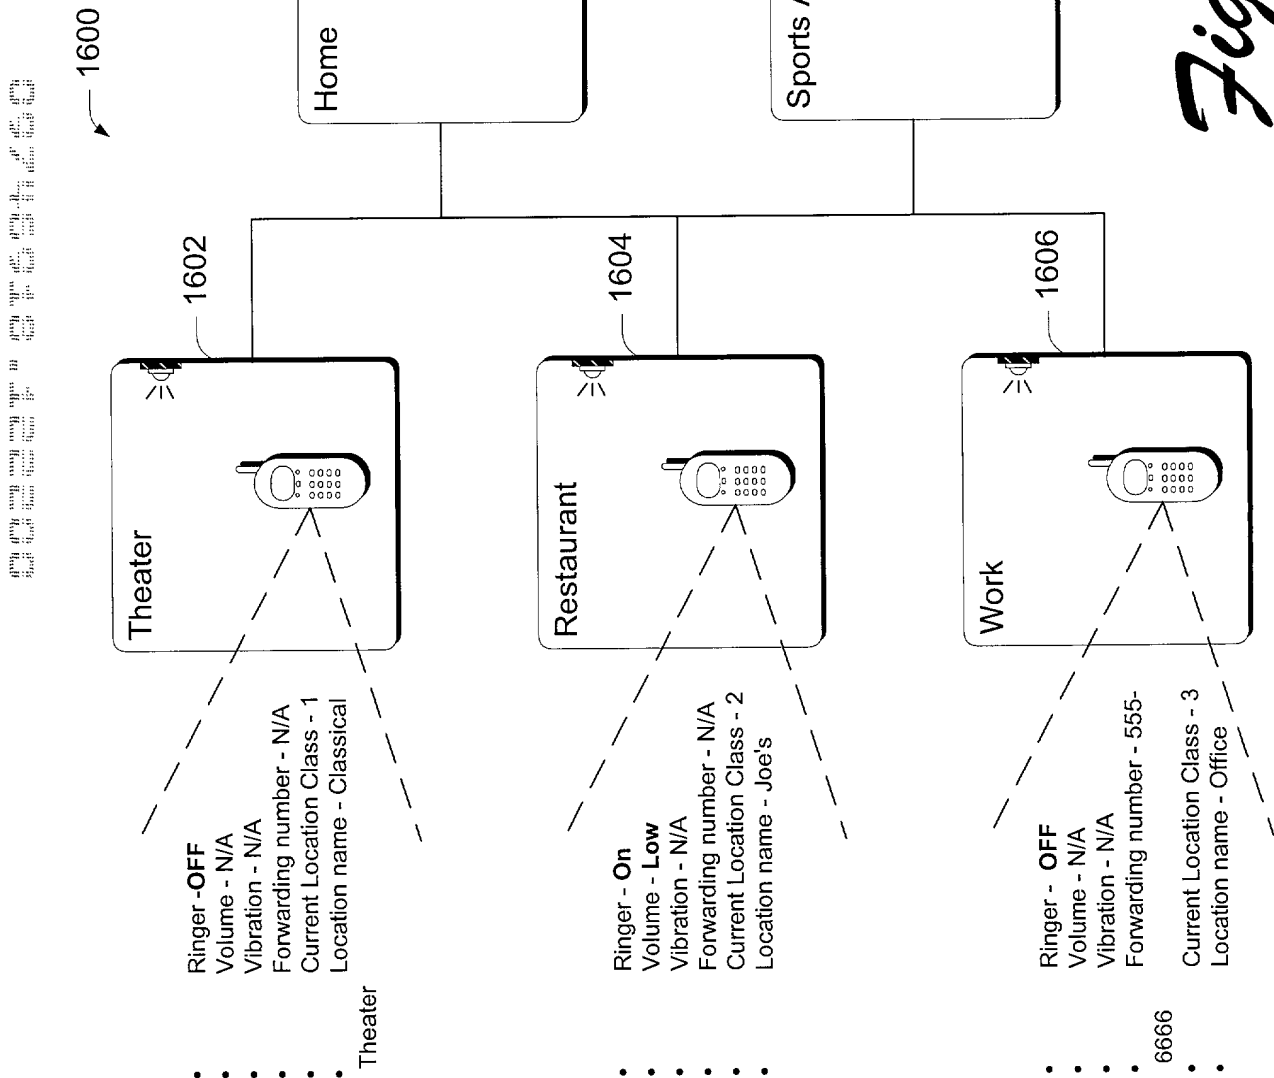 1600
Home
Sports
1602
Theater
• Ringer -OFF
• Volume - N/A
• Vibration - N/A
• Forwarding number - N/A
• Current Location Class - 1
• Location name - Classical
Theater
1604
Restaurant
• Ringer - On
• Volume - Low
• Vibration - N/A
• Forwarding number - N/A
• Current Location Class - 2
• Location name - Joe's
1606
Work
• Ringer - OFF
• Volume - N/A
• Vibration - N/A
• Forwarding number - 555-
6666
• Current Location Class - 3
• Location name - Office
Fig